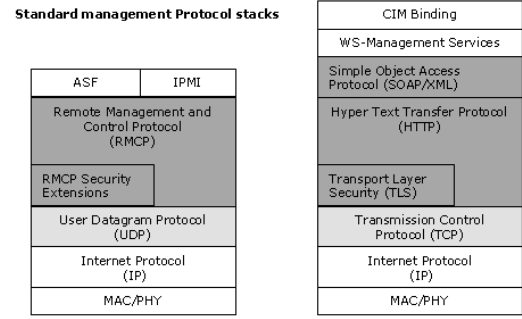 Standard management Protocol stacks
ASF
IPMI
Remote Management and
Control Protocol
(RMCP)
RMCP Security
Extensions
User Datagram Protocol
(UDP)
Internet Protocol
(IP)
MAC/PHY
CIM Binding
WS-Management Services
Simple Object Access
Protocol (SOAP/XML)
Hyper Text Transfer Protocol
(HTTP)
Transport Layer
Security (TLS)
Transmission Control
Protocol (TCP)
Internet Protocol
(IP)
MAC/PHY